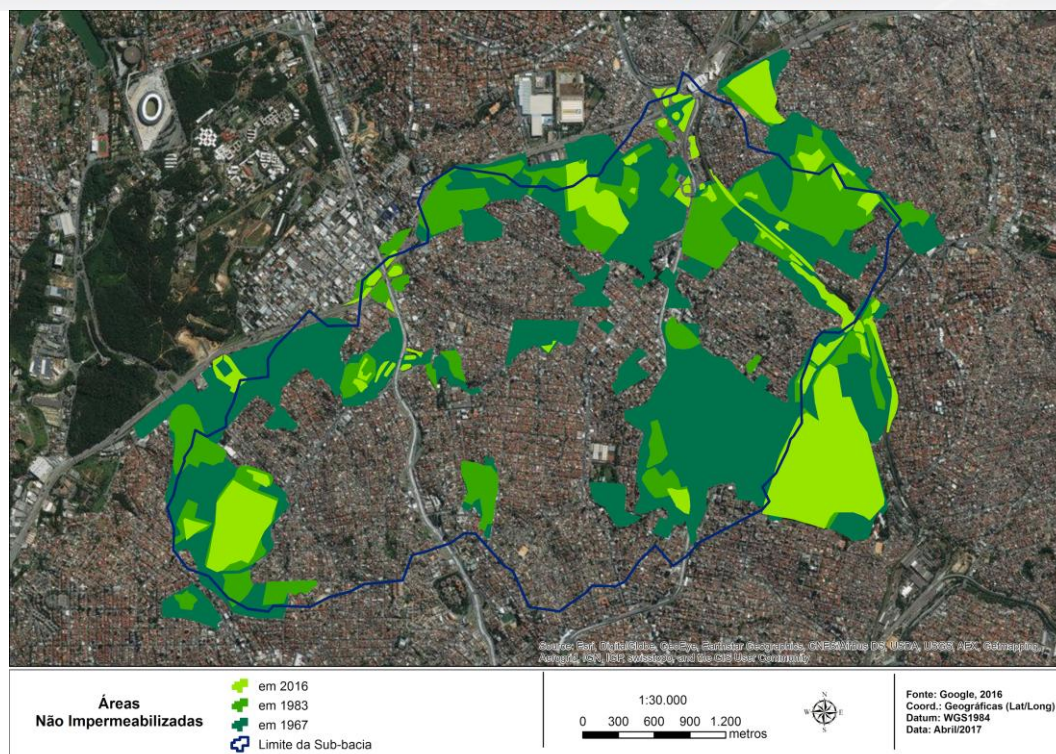 Source: Esri, DigitalGlobe, GeoEye, Earthstar Geographics, CNES/Airbus DS, USDA, USGS, AEX, Getmapping,
Aerogrid, IGN, IGP, swisstopo, and the GIS User Community
Áreas
Não Impermeabilizadas
em 2016
em 1983
em 1967
Limite da Sub-bacia
1:30.000
0 300 600 900 1.200
metros
N
W E
S
Fonte: Google, 2016
Coord.: Geográficas (Lat/Long)
Datum: WGS1984
Data: Abril/2017